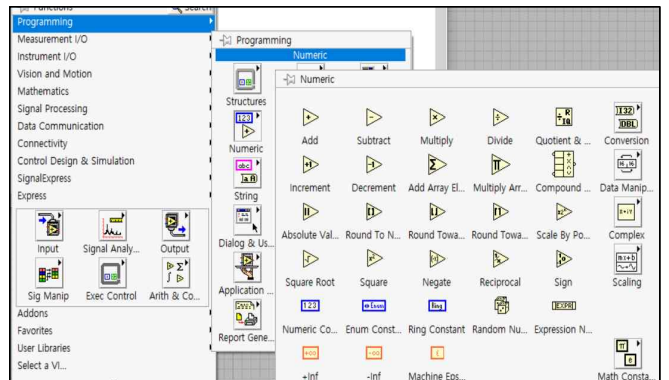 Functions Search
Programming
Measurement I/O
Instrument I/O
Vision and Motion
Mathematics
Signal Processing
Data Communication
Connectivity
Control Design & Simulation
SignalExpress
Express
Input Signal Analy... Output
Sig Manip Exec Control Arith & Co...
Addons
Favorites
User Libraries
Select a VI...
Programming
Numeric
Structures
Numeric
String
Dialog & Us...
Application ...
Report Gene...
Numeric
Add Subtract Multiply Divide Quotient & ... Conversion
Increment Decrement Add Array El... Multiply Arr... Compound ... Data Manip...
Absolute Val... Round To N... Round Towa... Round Towa... Scale By Po... Complex
Square Root Square Negate Reciprocal Sign Scaling
Numeric Co... Enum Const... Ring Constant Random Nu... Expression N...
+Inf -Inf Machine Eps... Math Consta...